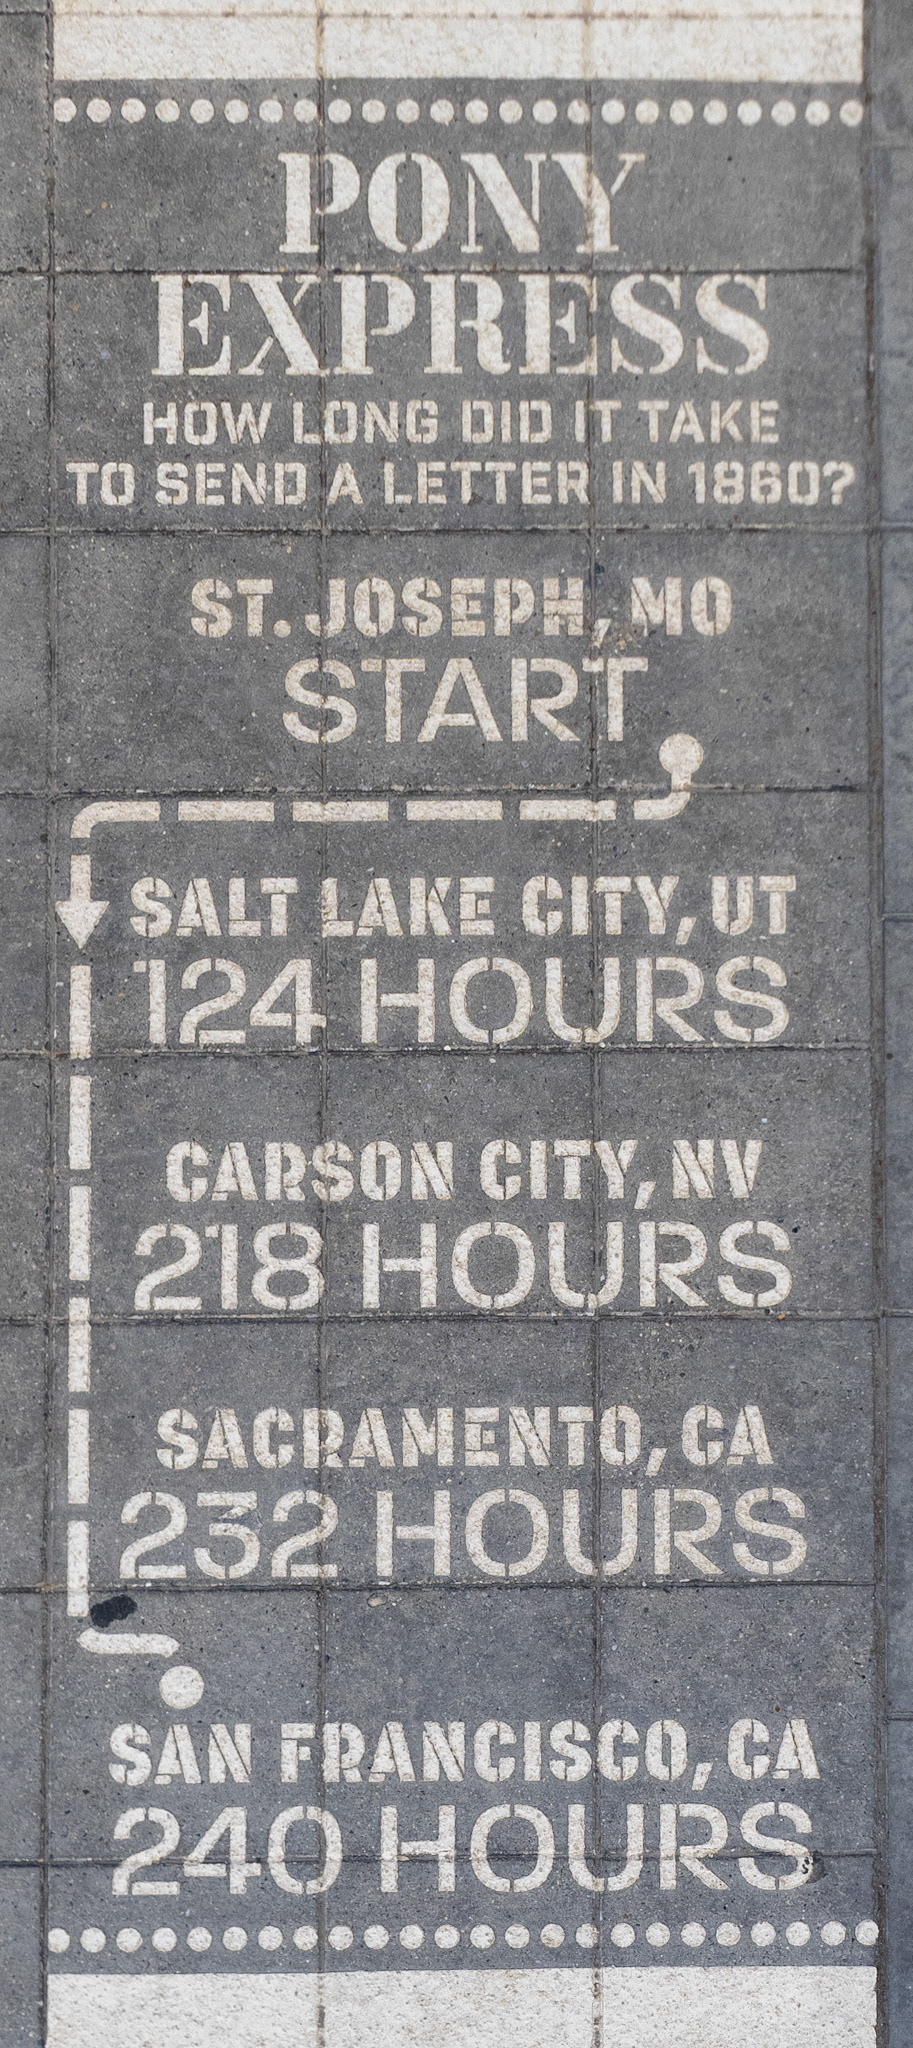 PONY
EXPRESS
HOW LONG DID IT TAKE
TO SEND A LETTER IN 1860?
ST. JOSEPH, MO
START
SALT LAKE CITY, UT
124 HOURS
CARSON CITY, NV
218 HOURS
SACRAMENTO, CA
232 HOURS
SAN FRANCISCO, CA
240 HOURS